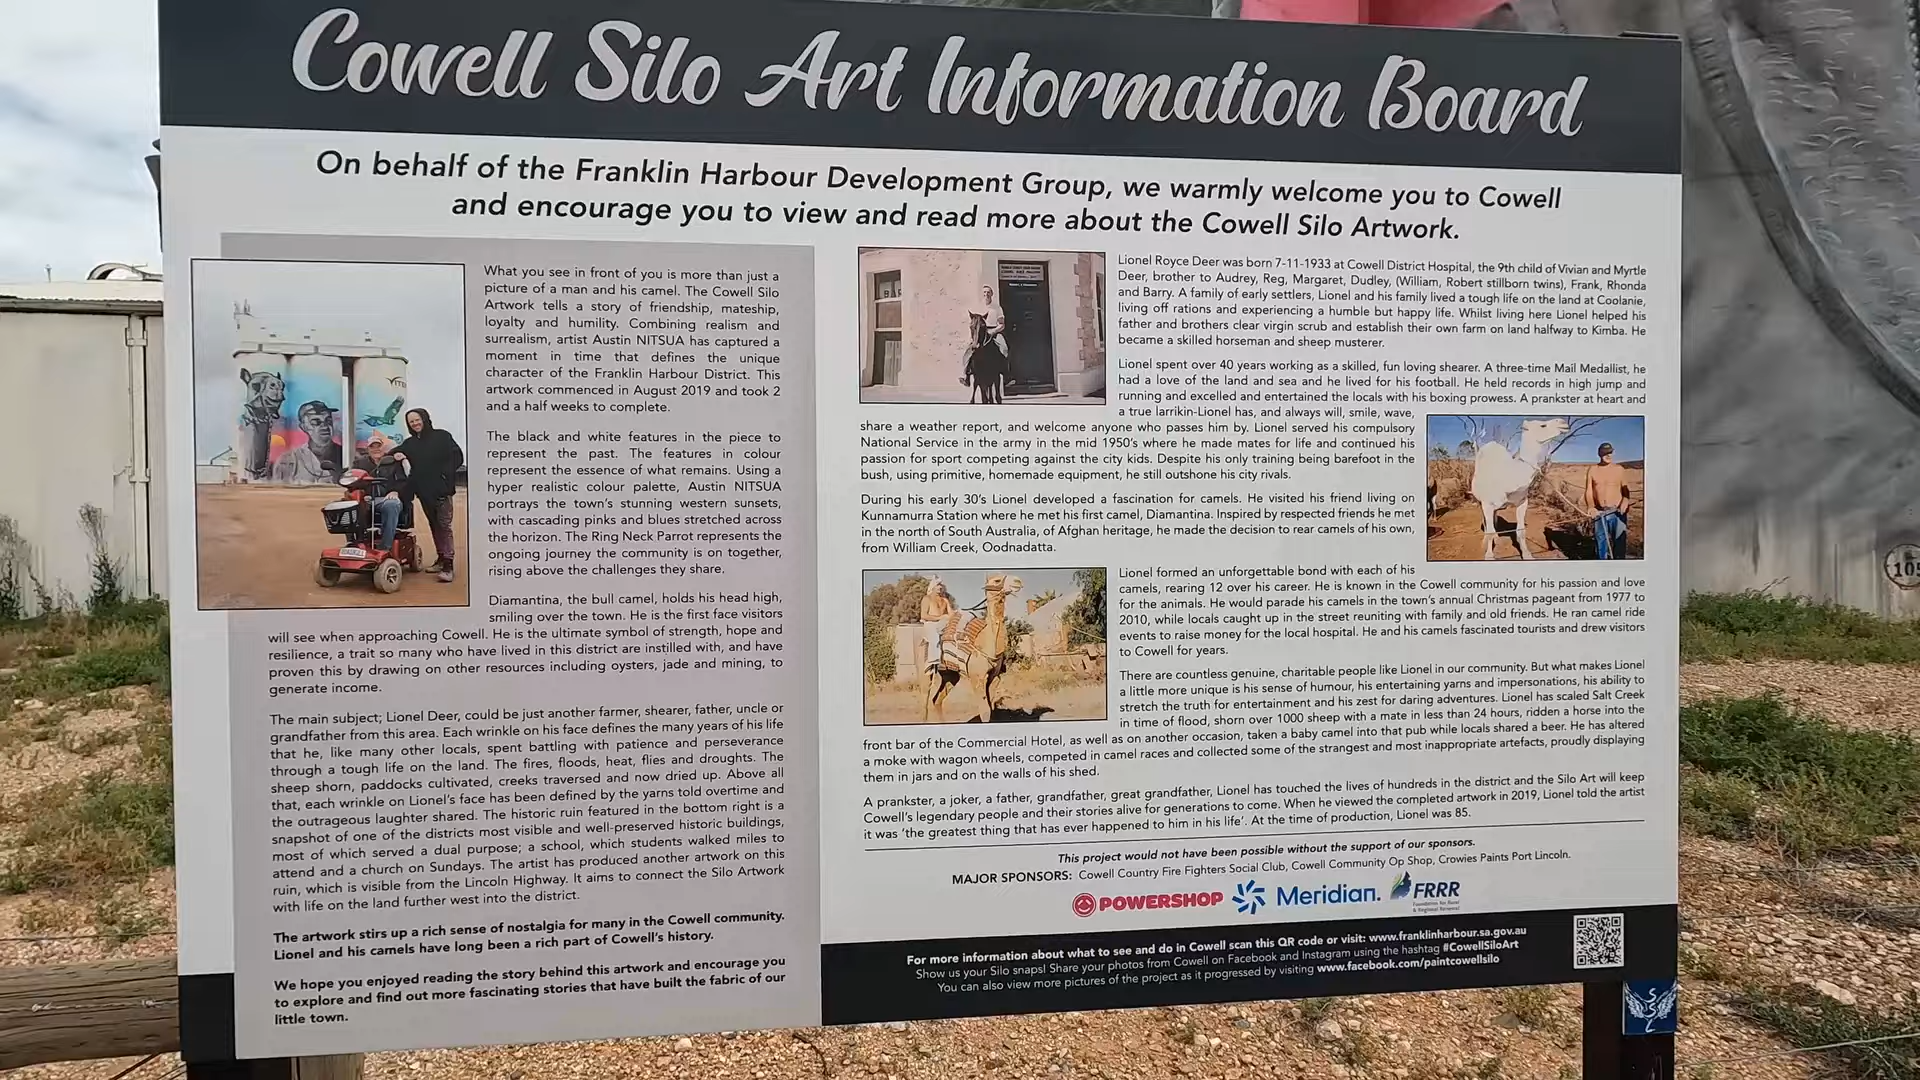 Cowell Silo Art Information Board
On behalf of the Franklin Harbour Development Group, we warmly welcome you to Cowell
and encourage you to view and read more about the Cowell Silo Artwork.
What you see in front of you is more than just a
picture of a man and his camel. The Cowell Silo
Artwork tells a story of friendship, mateship,
loyalty and humility. Combining realism and
surrealism, artist Austin NITSUA has captured a
moment in time that defines the unique
character of the Franklin Harbour District. This
artwork commenced in August 2019 and took 2
and a half weeks to complete.
The black and white features in the piece to
represent the past. The features in colour
represent the essence of what remains. Using a
hyper realistic colour palette, Austin NITSUA
portrays the town's stunning western sunsets,
with cascading pinks and blues stretched across
the horizon. The Ring Neck Parrot represents the
ongoing journey the community is on together,
rising above the challenges they share.
Diamantina, the bull camel, holds his head high,
smiling over the town. He is the first face visitors
will see when approaching Cowell. He is the ultimate symbol of strength, hope and
resilience, a trait so many who have lived in this district are instilled with, and have
proven this by drawing on other resources including oysters, jade and mining, to
generate income.
The main subject; Lionel Deer, could be just another farmer, shearer, father, uncle or
grandfather from this area. Each wrinkle on his face defines the many years of his life
that he, like many other locals, spent battling with patience and perseverance
through a tough life on the land. The fires, floods, heat, flies and droughts. The
sheep shorn, paddocks cultivated, creeks traversed and now dried up. Above all
that, each wrinkle on Lionel's face has been defined by the yarns told overtime and
the outrageous laughter shared. The historic ruin featured in the bottom right is a
snapshot of one of the districts most visible and well-preserved historic buildings,
most of which served a dual purpose; a school, which students walked miles to
attend and a church on Sundays. The artist has produced another artwork on this
ruin, which is visible from the Lincoln Highway. It aims to connect the Silo Artwork
with life on the land further west into the district.
The artwork stirs up a rich sense of nostalgia for many in the Cowell community.
Lionel and his camels have long been a rich part of Cowell's history.
We hope you enjoyed reading the story behind this artwork and encourage you
to explore and find out more fascinating stories that have built the fabric of our
little town.
Lionel Royce Deer was born 7-11-1933 at Cowell District Hospital, the 9th child of Vivian and Myrtle
Deer, brother to Audrey, Reg, Margaret, Dudley, (William, Robert stillborn twins), Frank, Rhonda
and Barry. A family of early settlers, Lionel and his family lived a tough life on the land at Coolanie,
living off rations and experiencing a humble but happy life. Whilst living here Lionel helped his
father and brothers clear virgin scrub and establish their own farm on land halfway to Kimba. He
became a skilled horseman and sheep musterer.
Lionel spent over 40 years working as a skilled, fun loving shearer. A three-time Mail Medallist, he
had a love of the land and sea and he lived for his football. He held records in high jump and
running and excelled and entertained the locals with his boxing prowess. A prankster at heart and
a true larrikin-Lionel has, and always will, smile, wave,
share a weather report, and welcome anyone who passes him by. Lionel served his compulsory
National Service in the army in the mid 1950's where he made mates for life and continued his
passion for sport competing against the city kids. Despite his only training being barefoot in the
bush, using primitive, homemade equipment, he still outshone his city rivals.
During his early 30's Lionel developed a fascination for camels. He visited his friend living on
Kunnamurra Station where he met his first camel, Diamantina. Inspired by respected friends he met
in the north of South Australia, of Afghan heritage, he made the decision to rear camels of his own,
from William Creek, Oodnadatta.
Lionel formed an unforgettable bond with each of his
camels, rearing 12 over his career. He is known in the Cowell community for his passion and love
for the animals. He would parade his camels in the town's annual Christmas pageant from 1977 to
2010, while locals caught up in the street reuniting with family and old friends. He ran camel ride
events to raise money for the local hospital. He and his camels fascinated tourists and drew visitors
to Cowell for years.
There are countless genuine, charitable people like Lionel in our community. But what makes Lionel
a little more unique is his sense of humour, his entertaining yarns and impersonations, his ability to
stretch the truth for entertainment and his zest for daring adventures. Lionel has scaled Salt Creek
in time of flood, shorn over 1000 sheep with a mate in less than 24 hours, ridden a horse into the
front bar of the Commercial Hotel, as well as on another occasion, taken a baby camel into that pub while locals shared a beer. He has altered
a moke with wagon wheels, competed in camel races and collected some of the strangest and most inappropriate artefacts, proudly displaying
them in jars and on the walls of his shed.
A prankster, a joker, a father, grandfather, great grandfather, Lionel has touched the lives of hundreds in the district and the Silo Art will keep
Cowell's legendary people and their stories alive for generations to come. When he viewed the completed artwork in 2019, Lionel told the artist
it was 'the greatest thing that has ever happened to him in his life'. At the time of production, Lionel was 85.
This project would not have been possible without the support of our sponsors.
MAJOR SPONSORS: Cowell Country Fire Fighters Social Club, Cowell Community Op Shop, Crowies Paints Port Lincoln.
POWERSHOP Meridian. FRRR
Foundation for Rural
& Regional Renewal
For more information about what to see and do in Cowell scan this QR code or visit: www.franklinharbour.sa.gov.au
Show us your Silo snaps! Share your photos from Cowell on Facebook and Instagram using the hashtag #CowellSiloArt
You can also view more pictures of the project as it progressed by visiting www.facebook.com/paintcowellsilo